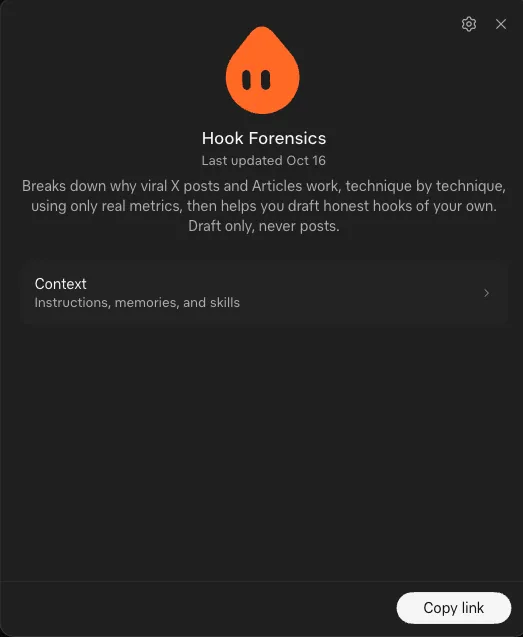 Hook Forensics
Last updated Oct 16
Breaks down why viral X posts and Articles work, technique by technique,
using only real metrics, then helps you draft honest hooks of your own.
Draft only, never posts.
Context
Instructions, memories, and skills
Copy link